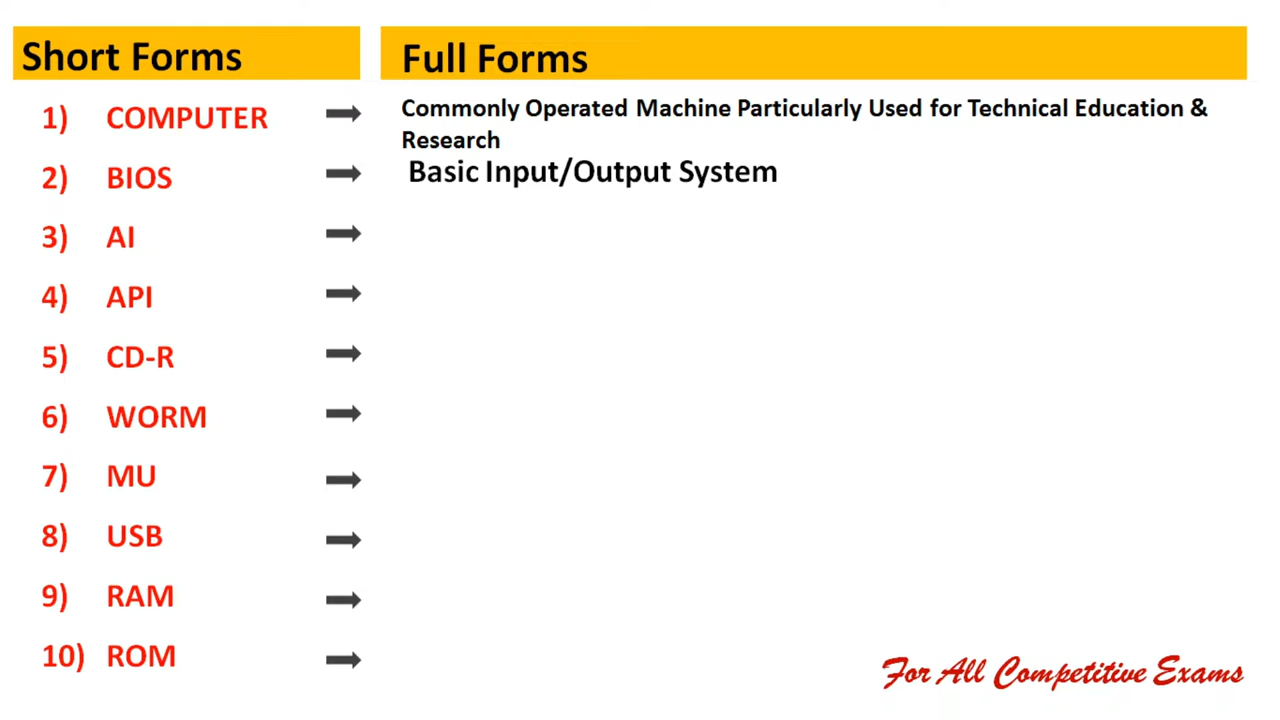 Short Forms
Full Forms
1) COMPUTER
Commonly Operated Machine Particularly Used for Technical Education &
Research
2) BIOS
Basic Input/Output System
3) AI
4) API
5) CD-R
6) WORM
7) MU
8) USB
9) RAM
10) ROM
For All Competitive Exams